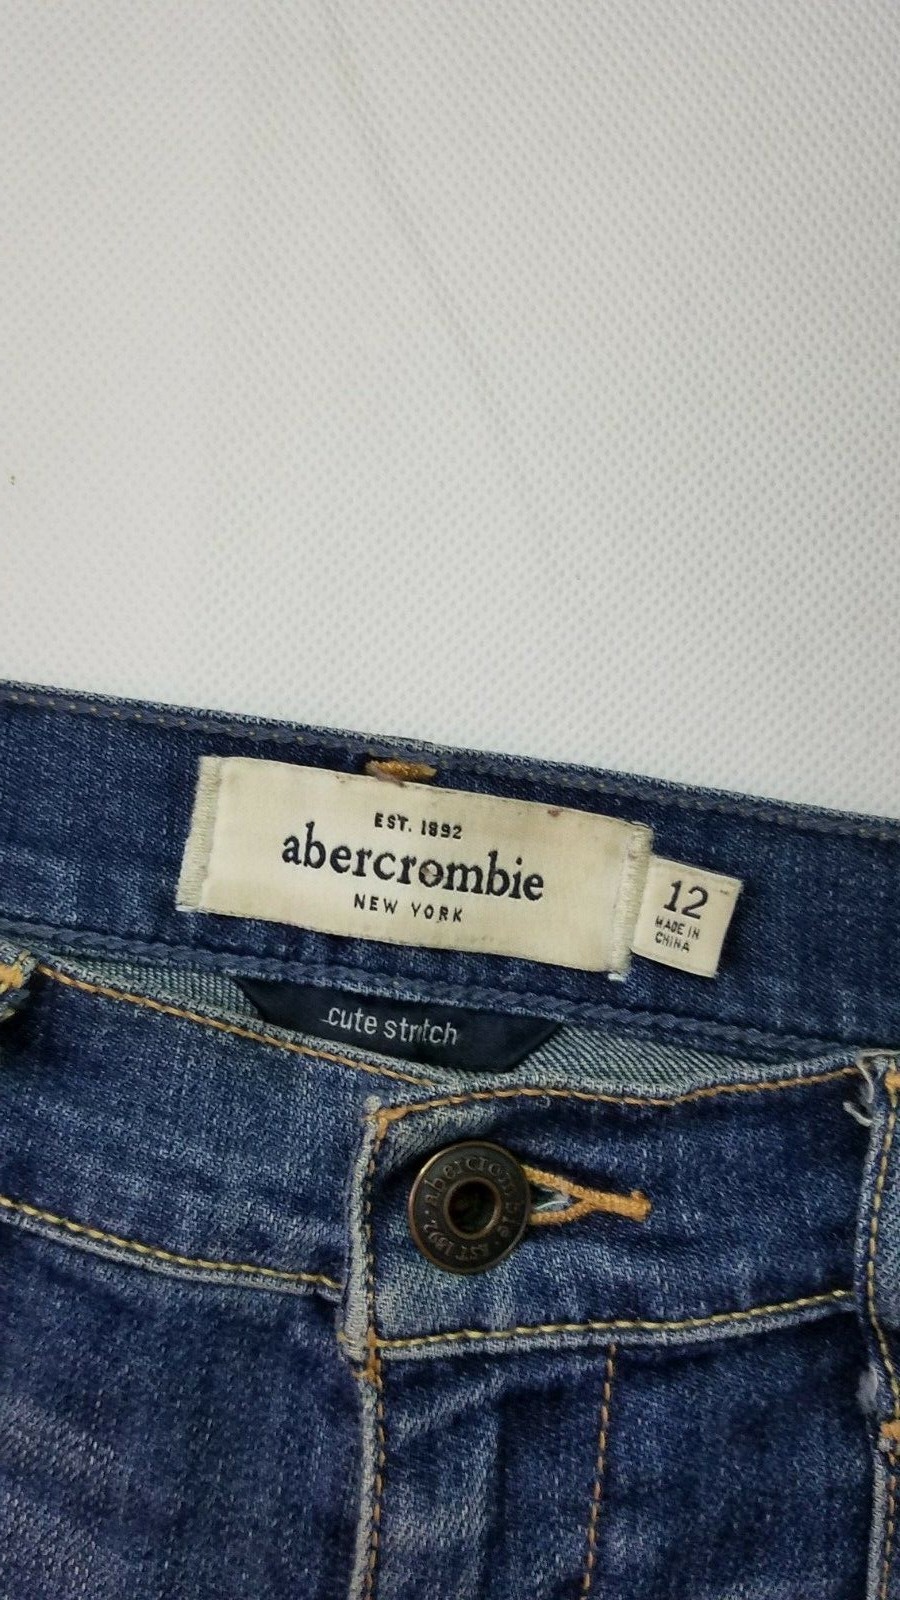 EST. 1892
abercrombie
NEW YORK
12
MADE IN
CHINA
cute stretch
abercrombie · EST. 1892 ·